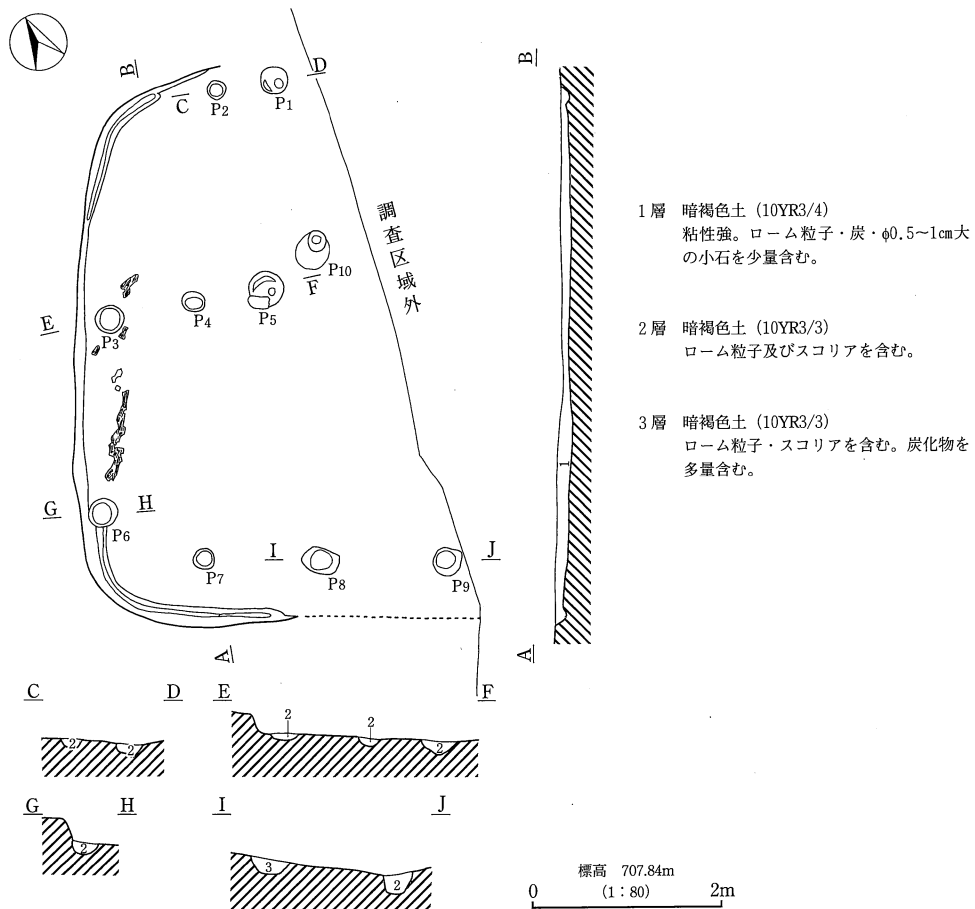 B
D
C
P2
P1
調査区域外
P10
F
E
P3
P4
P5
G
H
P6
I
J
P7
P8
P9
A
B
1
A
1層 暗褐色土 (10YR3/4)
粘性強。ローム粒子・炭・φ0.5~1cm大
の小石を少量含む。
2層 暗褐色土 (10YR3/3)
ローム粒子及びスコリアを含む。
3層 暗褐色土 (10YR3/3)
ローム粒子・スコリアを含む。炭化物を
多量含む。
C D
2 2
E F
2 2 2
G H
2
I J
3 2
標高 707.84m
(1:80)
0 2m